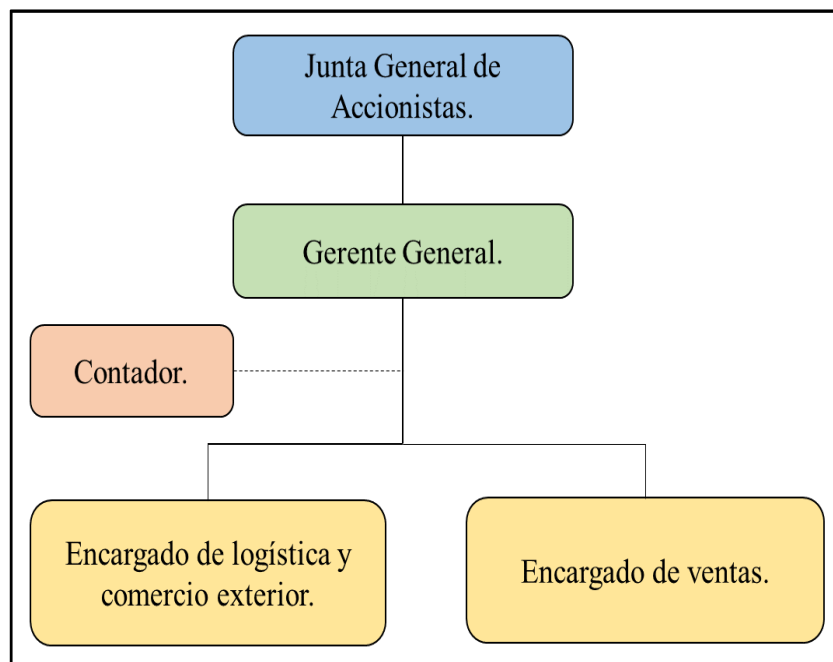 Junta General de
Accionistas.
Gerente General.
Contador.
Encargado de logística y
comercio exterior.
Encargado de ventas.